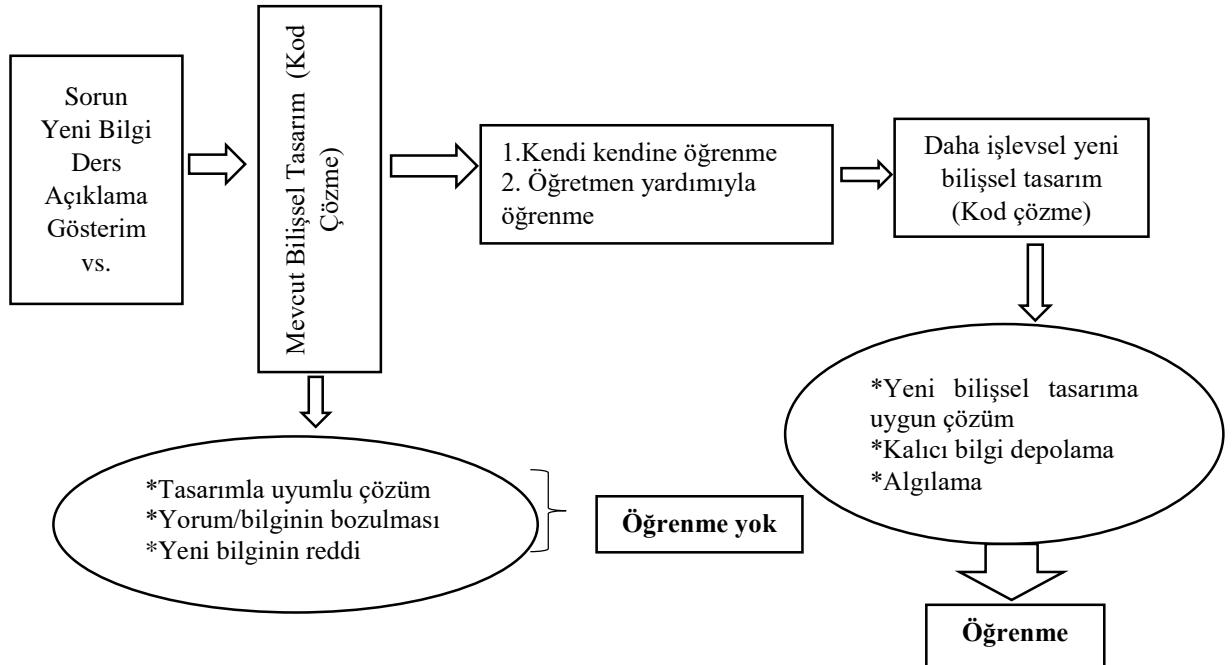 Sorun
Yeni Bilgi
Ders
Açıklama
Gösterim
vs.
Mevcut Bilişsel Tasarım (Kod
Çözme)
1.Kendi kendine öğrenme
2. Öğretmen yardımıyla
öğrenme
Daha işlevsel yeni
bilişsel tasarım
(Kod çözme)
*Tasarımla uyumlu çözüm
*Yorum/bilginin bozulması
*Yeni bilginin reddi
Öğrenme yok
*Yeni bilişsel tasarıma
uygun çözüm
*Kalıcı bilgi depolama
*Algılama
Öğrenme